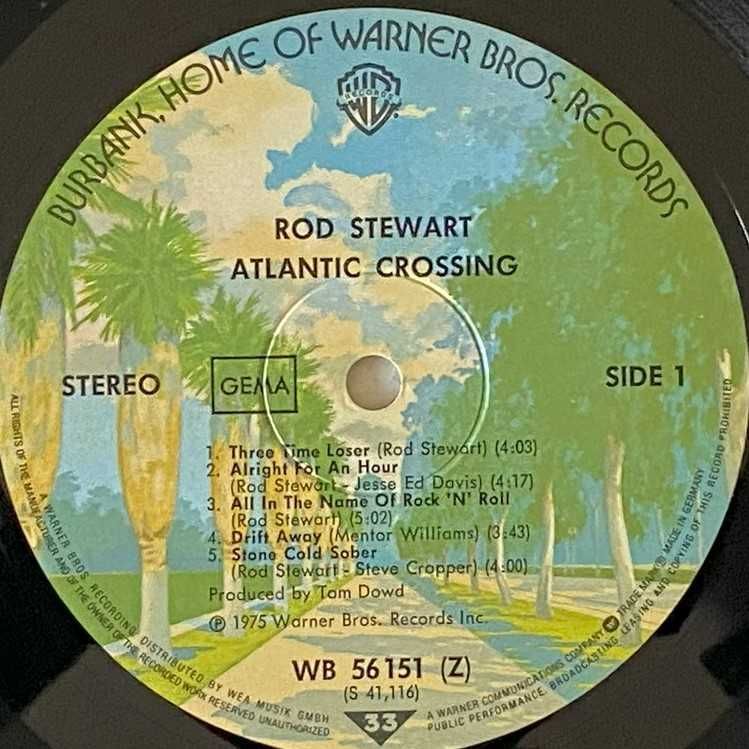 BURBANK, HOME OF WARNER BROS. RECORDS
WB
RECORDS
ROD STEWART
ATLANTIC CROSSING
STEREO
GEMA
SIDE 1
1. Three Time Loser (Rod Stewart) (4:03)
2. Alright For An Hour
(Rod Stewart - Jesse Ed Davis) (4:17)
3. All In The Name Of Rock 'N' Roll
(Rod Stewart) (5:02)
4. Drift Away (Mentor Williams) (3:43)
5. Stone Cold Sober
(Rod Stewart - Steve Cropper) (4:00)
Produced by Tom Dowd
℗ 1975 Warner Bros. Records Inc.
WB 56 151 (Z)
(S 41,116)
33
ALL RIGHTS OF THE MANUFACTURER AND OF THE OWNER OF THE RECORDED WORK RESERVED UNAUTHORIZED
A WARNER BROS RECORDING, DISTRIBUTED BY WEA MUSIK GMBH
A WARNER COMMUNICATIONS COMPANY TRADE MARK® MADE IN GERMANY
PUBLIC PERFORMANCE, BROADCASTING, LEASING AND COPYING OF THIS RECORD PROHIBITED